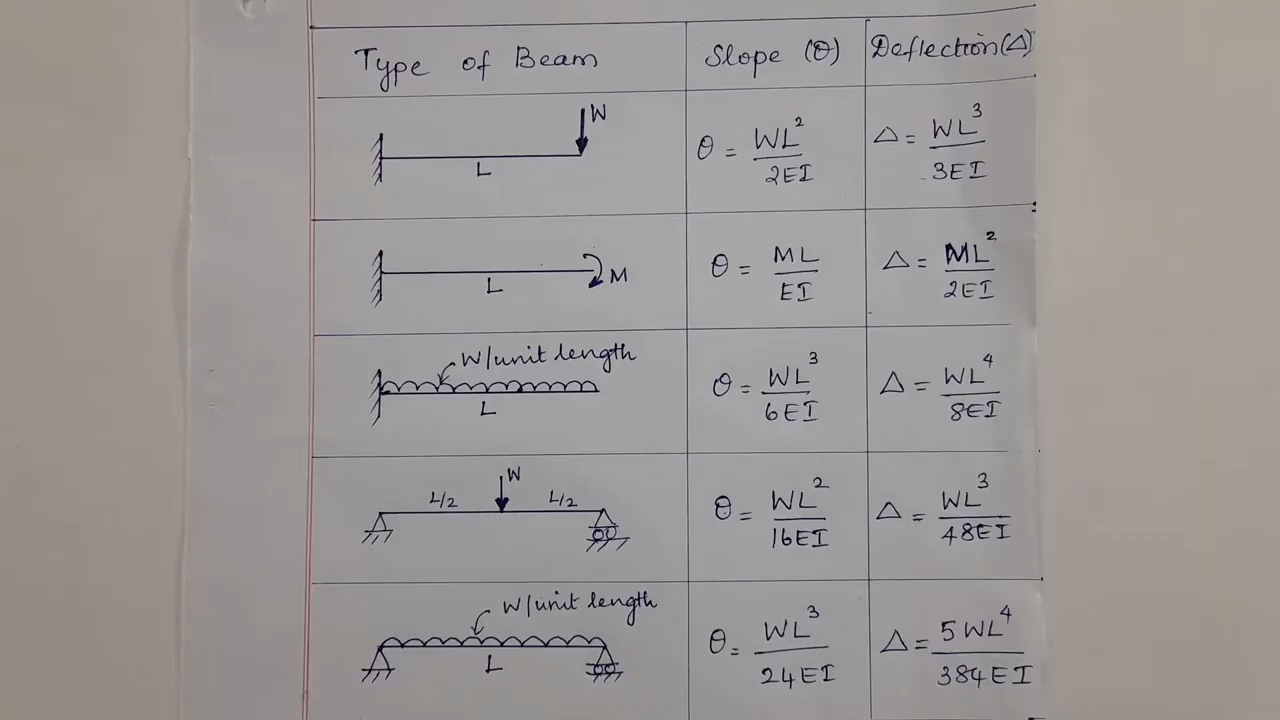 Type of Beam Slope (θ) Deflection (Δ)
W
L
θ = WL²/2EI
Δ = WL³/3EI
L
M
θ = ML/EI
Δ = ML²/2EI
W/unit length
L
θ = WL³/6EI
Δ = WL⁴/8EI
W
L/2 L/2
θ = WL²/16EI
Δ = WL³/48EI
W/unit length
L
θ = WL³/24EI
Δ = 5WL⁴/384EI